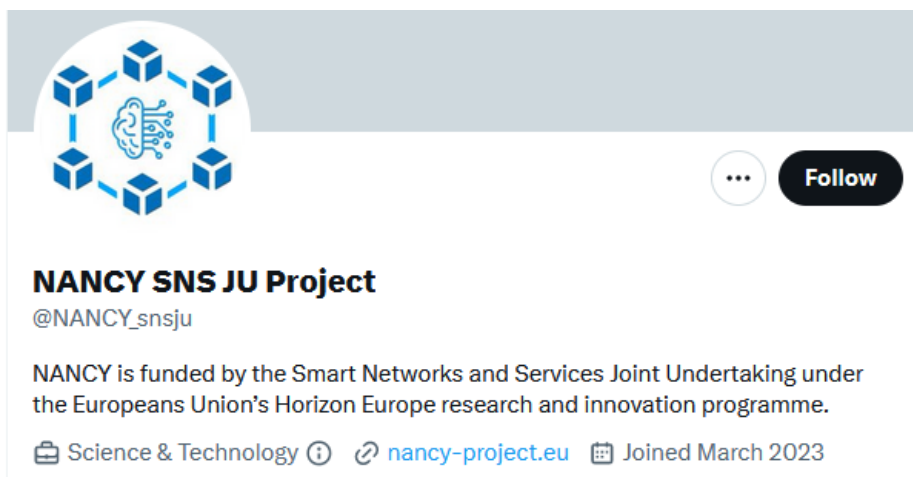 Follow
NANCY SNS JU Project
@NANCY_snsju
NANCY is funded by the Smart Networks and Services Joint Undertaking under
the Europeans Union’s Horizon Europe research and innovation programme.
Science & Technology nancy-project.eu Joined March 2023